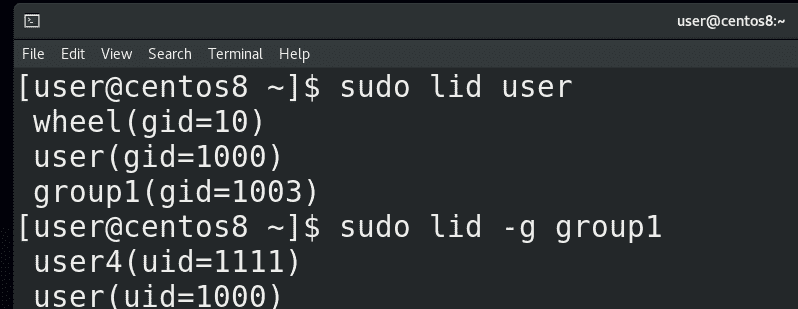 user@centos8:~
File Edit View Search Terminal Help
[user@centos8 ~]$ sudo lid user
wheel(gid=10)
user(gid=1000)
group1(gid=1003)
[user@centos8 ~]$ sudo lid -g group1
user4(uid=1111)
user(uid=1000)